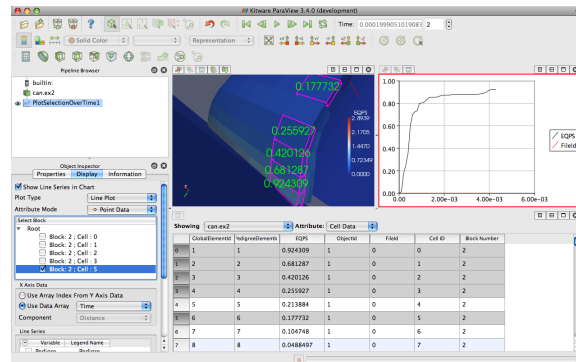 Kitware ParaView 3.4.0 (development)
Time: 0.0001999051019083 2
Solid Color
Representation
Pipeline Browser
builtin:
can.ex2
PlotSelectionOverTime1
Object Inspector
Properties Display Information
Show Line Series in Chart
Plot Type Line Plot
Attribute Mode Point Data
Select Block
Root
Block: 2 ; Cell : 0
Block: 2 ; Cell : 1
Block: 2 ; Cell : 2
Block: 2 ; Cell : 3
Block: 2 ; Cell : 5
X Axis Data
Use Array Index From Y Axis Data
Use Data Array Time
Component Distance
Line Series
Variable Legend Name
0.177732
0.255927
0.420126
0.681287
0.924309
EQPS
2.8939
2.1705
1.4470
0.72349
0.0000
1.00
0.80
0.60
0.40
0.20
0.00
0.00 2.00e-03 4.00e-03 6.00e-03
EQPS
FileId
Showing can.ex2 Attribute: Cell Data
GlobalElementId PedigreeElementId EQPS ObjectId FileId Cell ID Block Number
0 1 1 0.924309 1 0 0 2
1 2 2 0.681287 1 0 1 2
2 3 3 0.420126 1 0 2 2
3 4 4 0.255927 1 0 3 2
4 5 5 0.213884 1 0 4 2
5 6 6 0.177732 1 0 5 2
6 7 7 0.104748 1 0 6 2
7 8 8 0.0488497 1 0 7 2